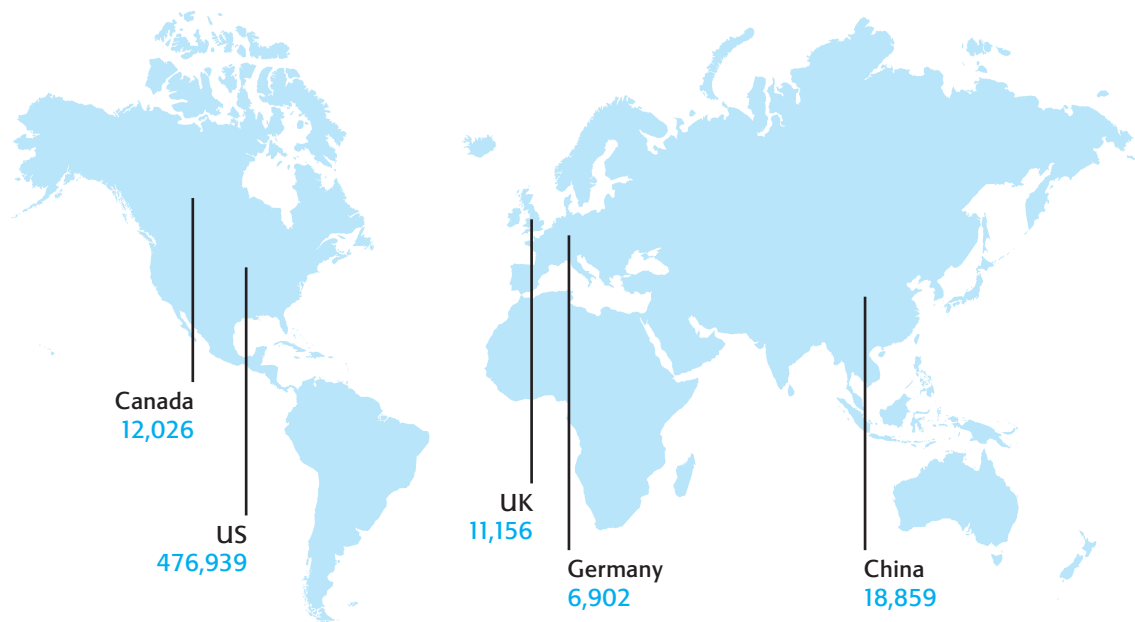 Canada
12,026
US
476,939
UK
11,156
Germany
6,902
China
18,859